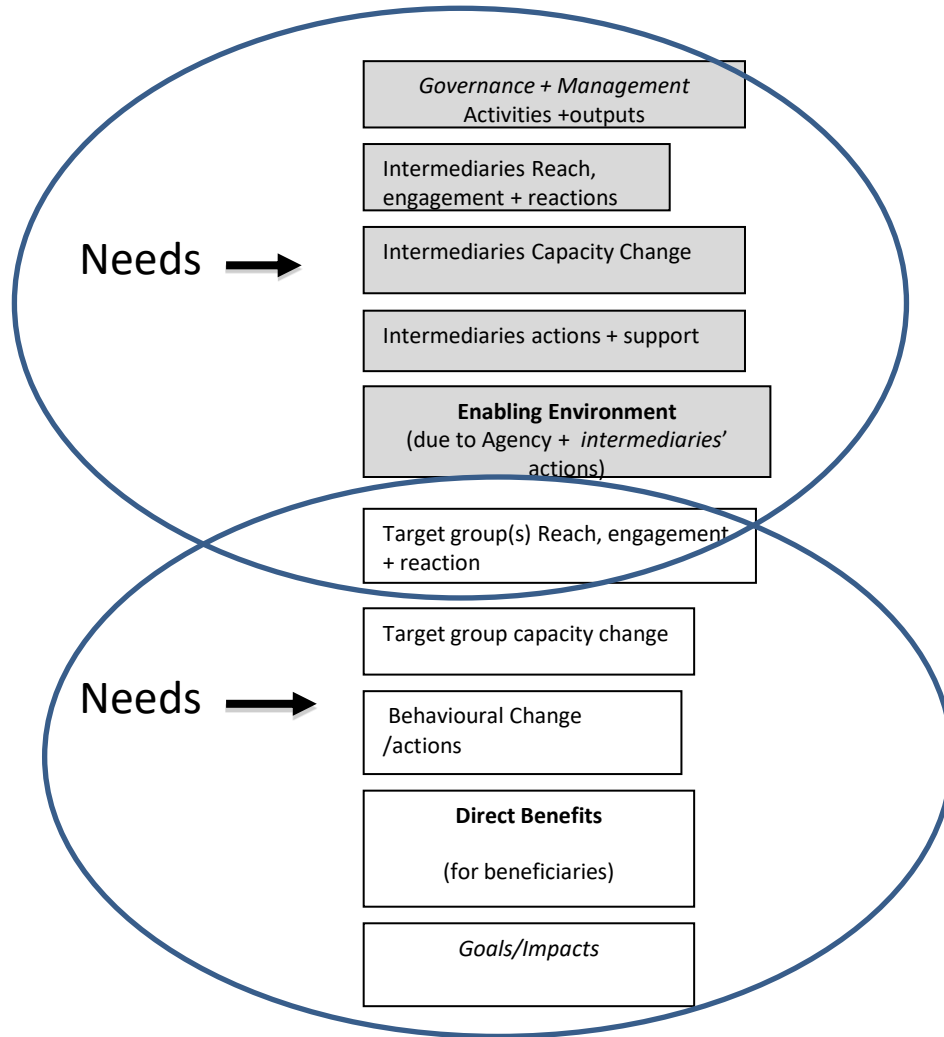 Governance + Management
Activities +outputs
Intermediaries Reach,
engagement + reactions
Needs
Intermediaries Capacity Change
Intermediaries actions + support
Enabling Environment
(due to Agency + intermediaries’
actions)
Target group(s) Reach, engagement
+ reaction
Target group capacity change
Needs
Behavioural Change
/actions
Direct Benefits
(for beneficiaries)
Goals/Impacts